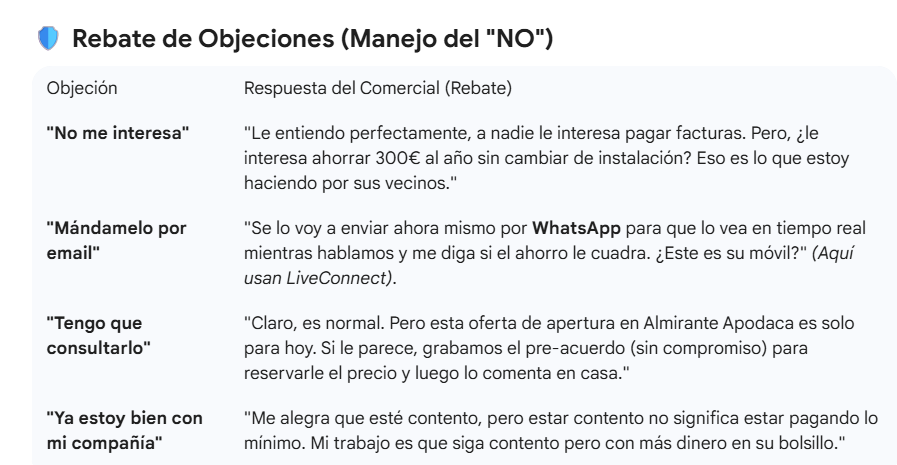 🛡️ Rebate de Objeciones (Manejo del "NO")
Objeción Respuesta del Comercial (Rebate)
"No me interesa" "Le entiendo perfectamente, a nadie le interesa pagar facturas. Pero, ¿le
interesa ahorrar 300€ al año sin cambiar de instalación? Eso es lo que estoy
haciendo por sus vecinos."
"Mándamelo por
email"
"Se lo voy a enviar ahora mismo por WhatsApp para que lo vea en tiempo real
mientras hablamos y me diga si el ahorro le cuadra. ¿Este es su móvil?" (Aquí
usan LiveConnect).
"Tengo que
consultarlo"
"Claro, es normal. Pero esta oferta de apertura en Almirante Apodaca es solo
para hoy. Si le parece, grabamos el pre-acuerdo (sin compromiso) para
reservarle el precio y luego lo comenta en casa."
"Ya estoy bien con
mi compañía"
"Me alegra que esté contento, pero estar contento no significa estar pagando lo
mínimo. Mi trabajo es que siga contento pero con más dinero en su bolsillo."